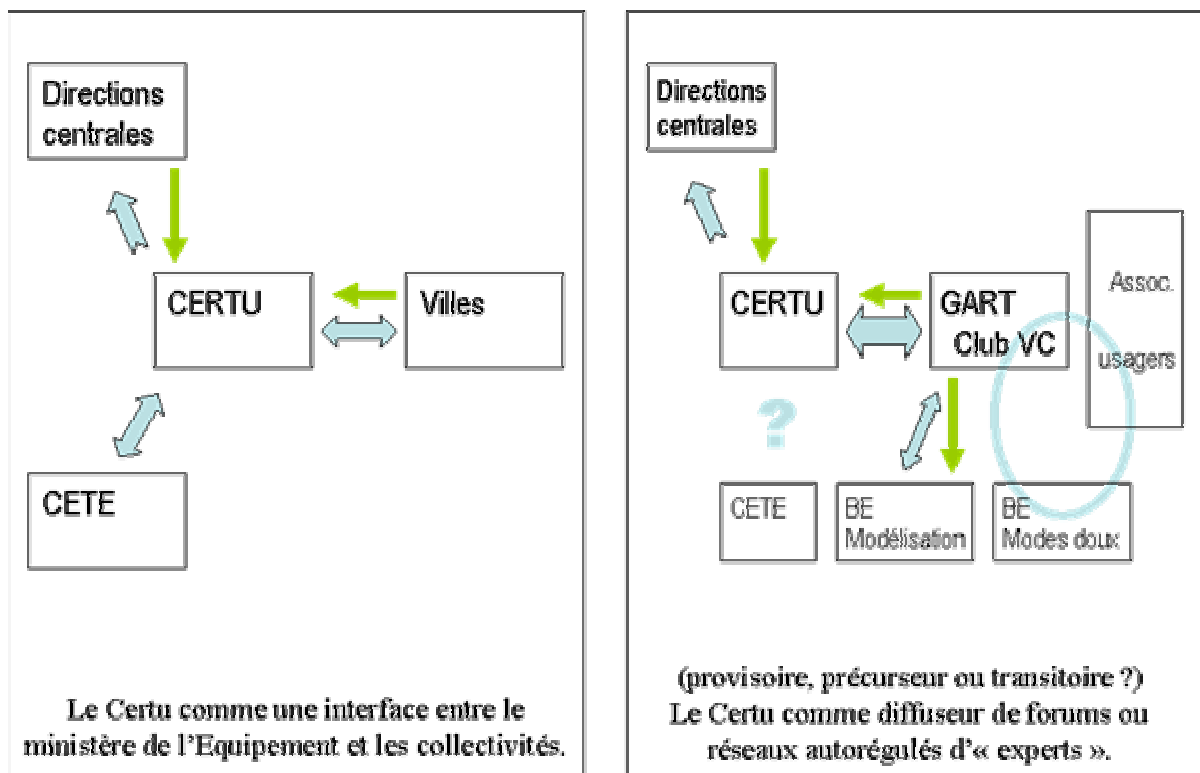 Directions
centrales
CERTU
Villes
CETE
Le Certu comme une interface entre le
ministère de l'Equipement et les collectivités.
Directions
centrales
CERTU
GART
Club VC
Assoc.
usagers
?
CETE
BE
Modélisation
BE
Modes doux
(provisoire, précurseur ou transitoire ?)
Le Certu comme diffuseur de forums ou
réseaux autorégulés d'« experts ».